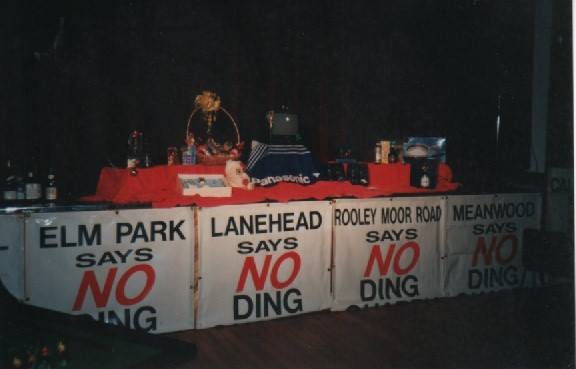 Panasonic
ELM PARK
SAYS
NO
DING
LANEHEAD
SAYS
NO
DING
ROOLEY MOOR ROAD
SAYS
NO
DING
MEANWOOD
SAYS
NO
DING